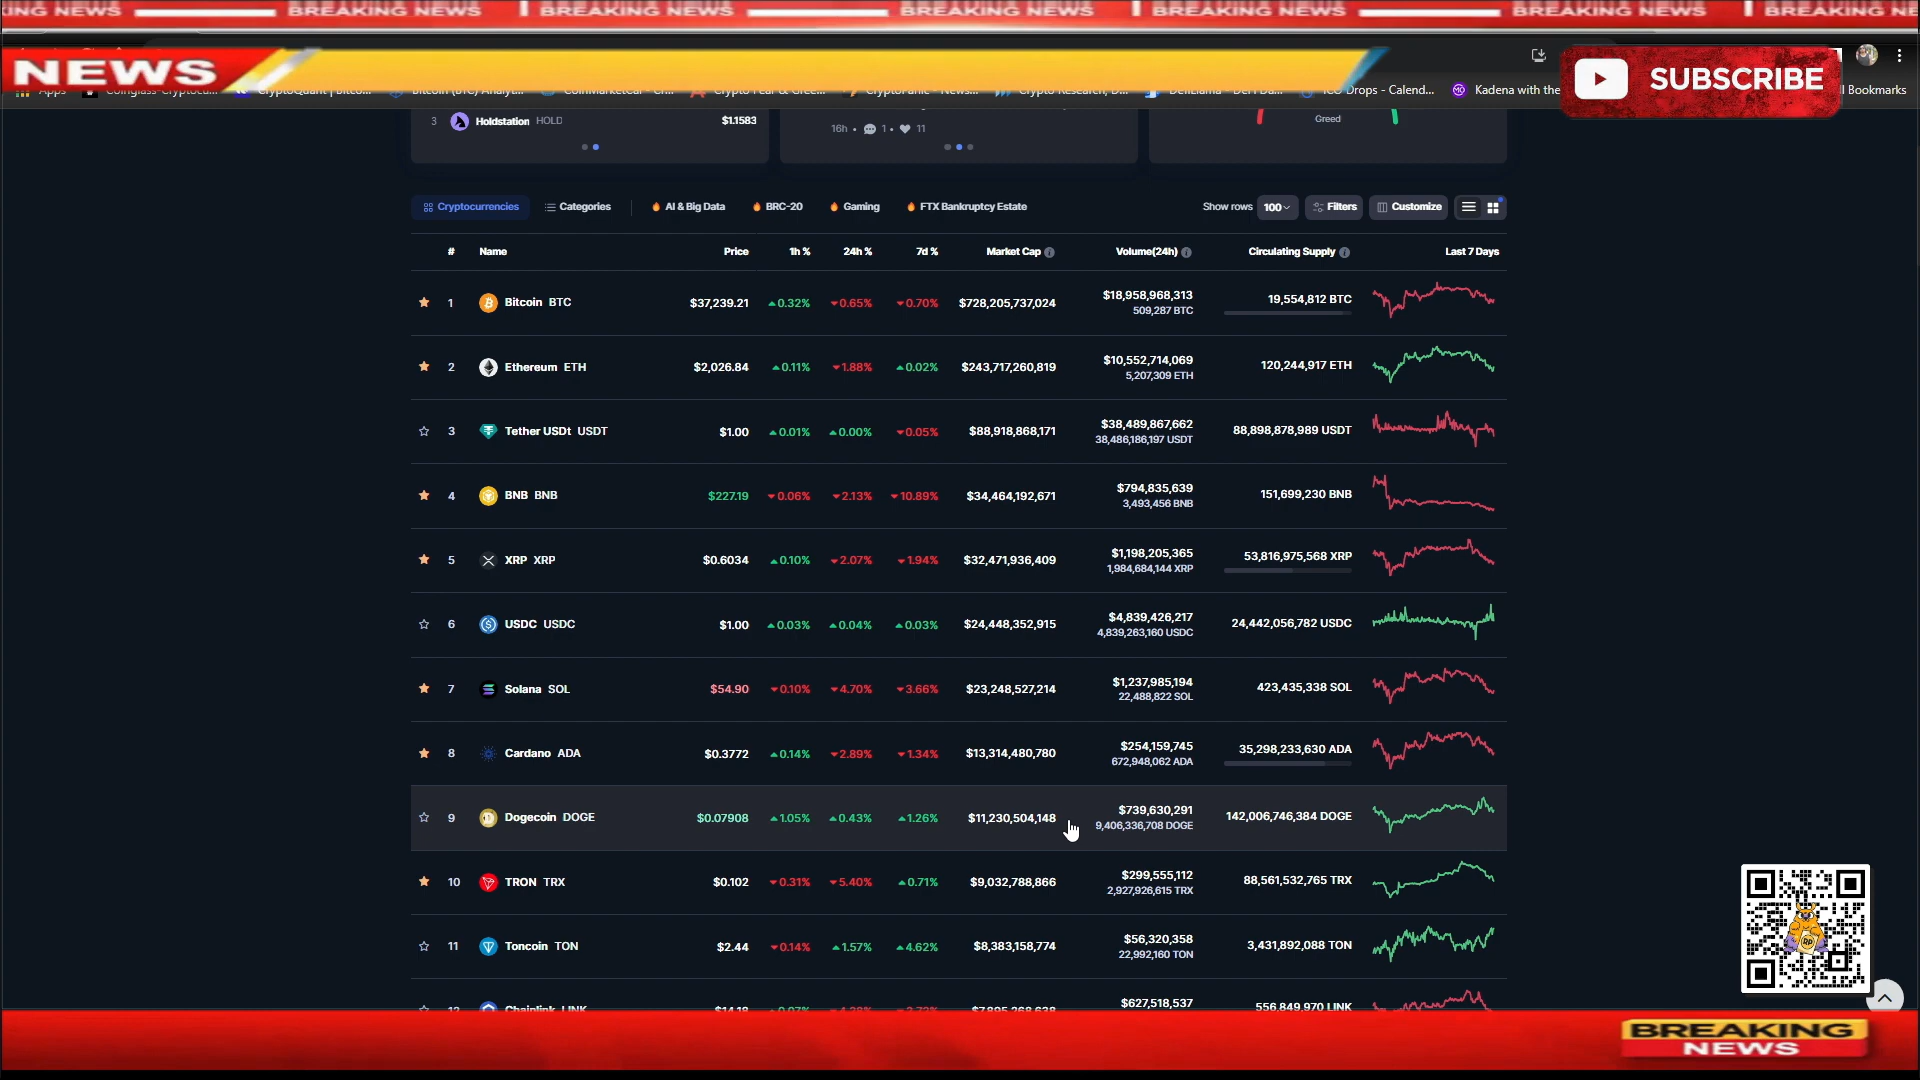 BREAKING NEWS BREAKING NEWS BREAKING NEWS BREAKING NEWS BREAKING NEWS
NEWS
SUBSCRIBE
Apps
Kadena with the
Bookmarks
3 Holdstation HOLD $1.1583
16h • 1 • 11
Greed
Cryptocurrencies Categories AI & Big Data BRC-20 Gaming FTX Bankruptcy Estate Show rows 100 Filters Customize
# Name Price 1h % 24h % 7d % Market Cap Volume(24h) Circulating Supply Last 7 Days
1 Bitcoin BTC $37,239.21 0.32% 0.65% 0.70% $728,205,737,024 $18,958,968,313 19,554,812 BTC
509,287 BTC
2 Ethereum ETH $2,026.84 0.11% 1.88% 0.02% $243,717,260,819 $10,552,714,069 120,244,917 ETH
5,207,309 ETH
3 Tether USDt USDT $1.00 0.01% 0.00% 0.05% $88,918,868,171 $38,489,867,662 88,898,878,989 USDT
38,486,186,197 USDT
4 BNB BNB $227.19 0.06% 2.13% 10.89% $34,464,192,671 $794,835,639 151,699,230 BNB
3,493,456 BNB
5 XRP XRP $0.6034 0.10% 2.07% 1.94% $32,471,936,409 $1,198,205,365 53,816,975,568 XRP
1,984,684,144 XRP
6 USDC USDC $1.00 0.03% 0.04% 0.03% $24,448,352,915 $4,839,426,217 24,442,056,782 USDC
4,839,263,160 USDC
7 Solana SOL $54.90 0.10% 4.70% 3.66% $23,248,527,214 $1,237,985,194 423,435,338 SOL
22,488,822 SOL
8 Cardano ADA $0.3772 0.14% 2.89% 1.34% $13,314,480,780 $254,159,745 35,298,233,630 ADA
672,948,062 ADA
9 Dogecoin DOGE $0.07908 1.05% 0.43% 1.26% $11,230,504,148 $739,630,291 142,006,746,384 DOGE
9,406,336,708 DOGE
10 TRON TRX $0.102 0.31% 5.40% 0.71% $9,032,788,866 $299,555,112 88,561,532,765 TRX
2,927,926,615 TRX
11 Toncoin TON $2.44 0.14% 1.57% 4.62% $8,383,158,774 $56,320,358 3,431,892,088 TON
22,992,160 TON
12 Chainlink LINK $627,518,537 556,849,970 LINK
BREAKING
NEWS